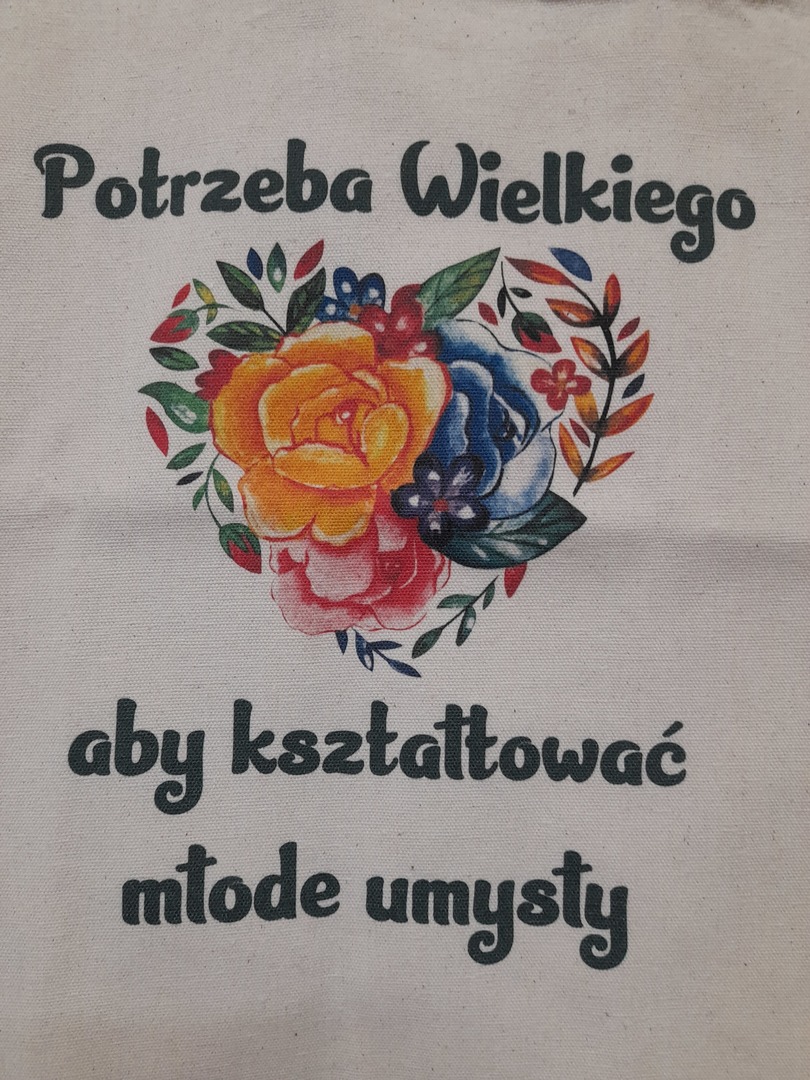 Potrzeba Wielkiego
aby kształtować
młode umysły